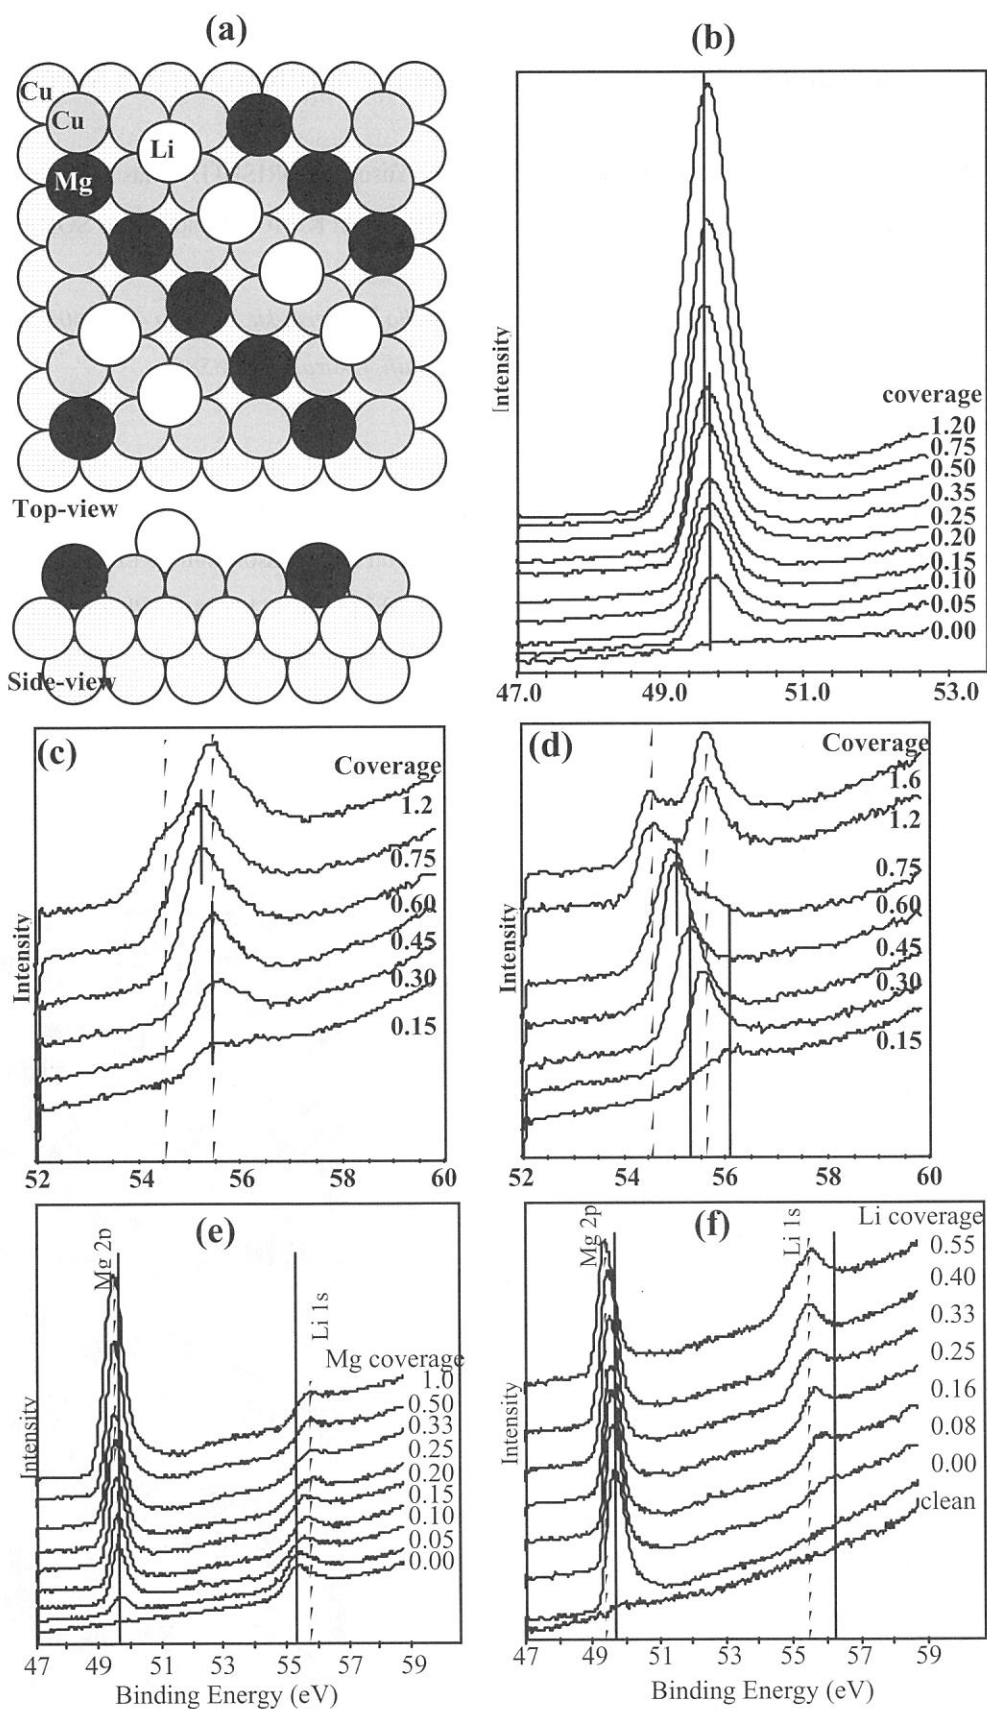 (a)
Cu
Cu
Li
Mg
Top-view
Side-view
(b)
Intensity
coverage
1.20
0.75
0.50
0.35
0.25
0.20
0.15
0.10
0.05
0.00
47.0 49.0 51.0 53.0
(c)
Coverage
1.2
0.75
0.60
0.45
0.30
0.15
Intensity
52 54 56 58 60
(d)
Coverage
1.6
1.2
0.75
0.60
0.45
0.30
0.15
Intensity
52 54 56 58 60
(e)
Mg 2p
Li 1s
Mg coverage
1.0
0.50
0.33
0.25
0.20
0.15
0.10
0.05
0.00
Intensity
47 49 51 53 55 57 59
Binding Energy (eV)
(f)
Mg 2p
Li 1s
Li coverage
0.55
0.40
0.33
0.25
0.16
0.08
0.00
clean
Intensity
47 49 51 53 55 57 59
Binding Energy (eV)